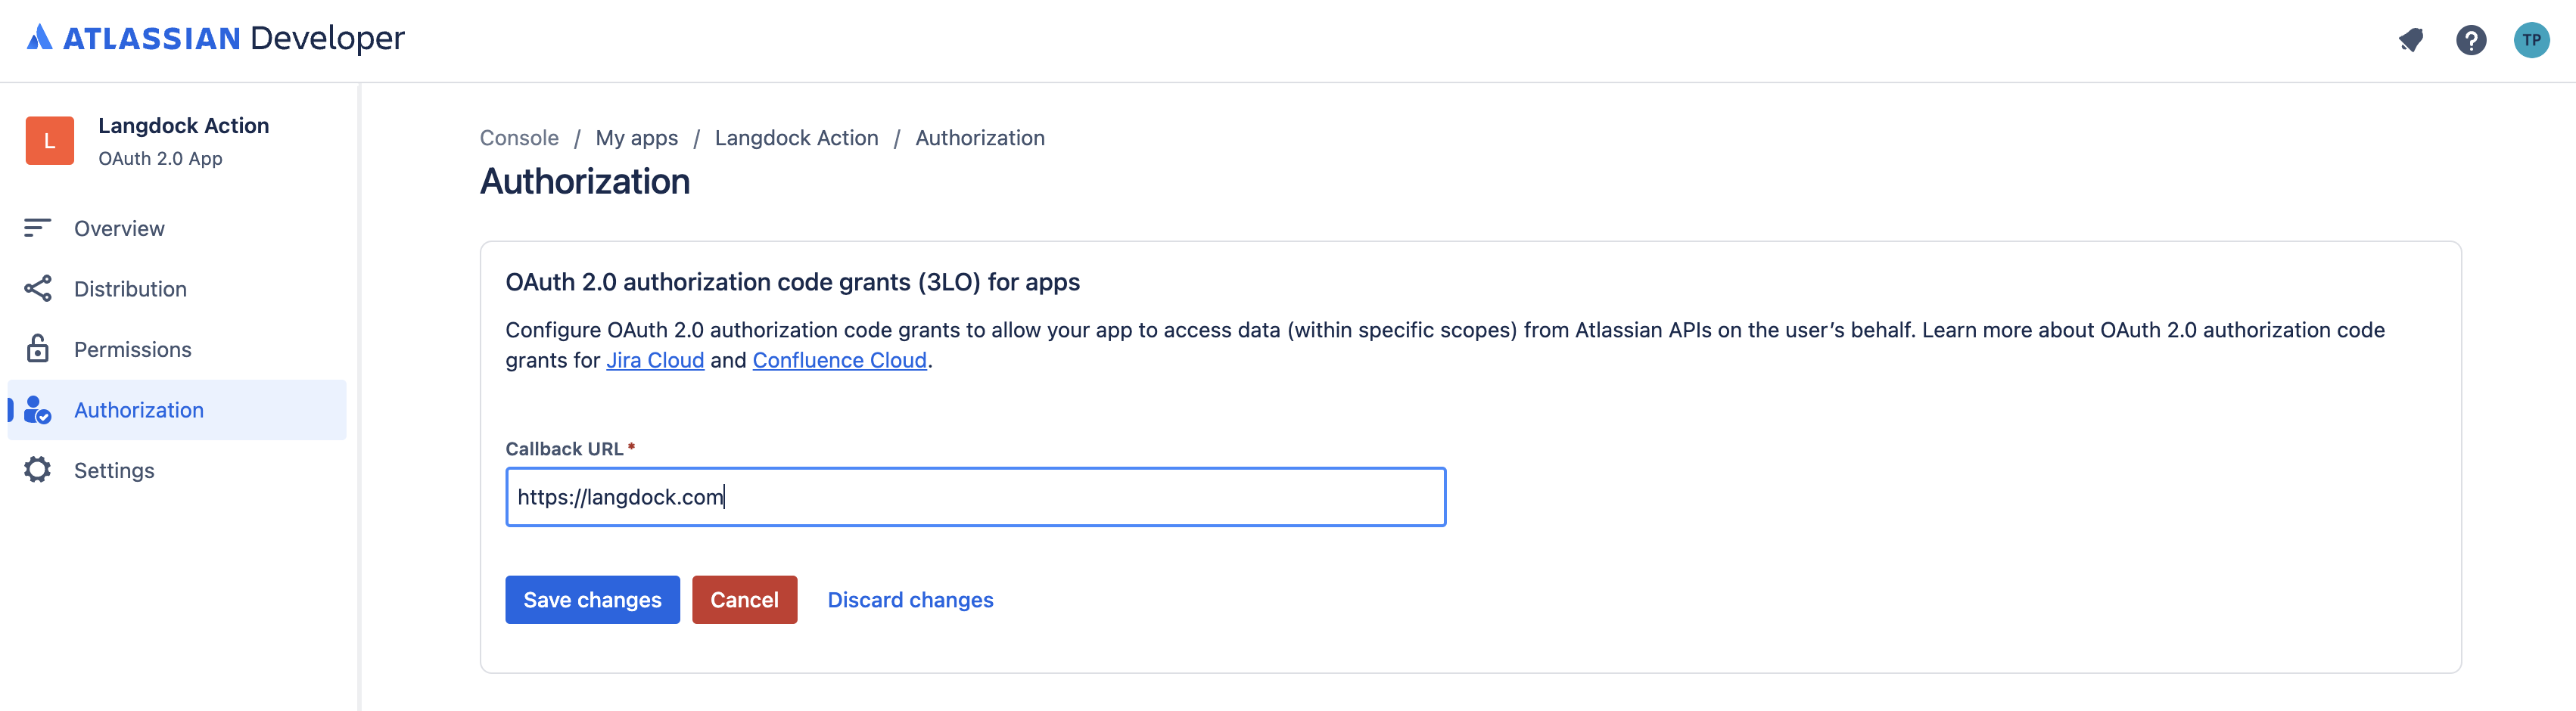 ATLASSIAN Developer
?
TP
L
Langdock Action
OAuth 2.0 App
Overview
Distribution
Permissions
Authorization
Settings
Console / My apps / Langdock Action / Authorization
Authorization
OAuth 2.0 authorization code grants (3LO) for apps
Configure OAuth 2.0 authorization code grants to allow your app to access data (within specific scopes) from Atlassian APIs on the user’s behalf. Learn more about OAuth 2.0 authorization code
grants for Jira Cloud and Confluence Cloud.
Callback URL *
https://langdock.com
Save changes Cancel Discard changes